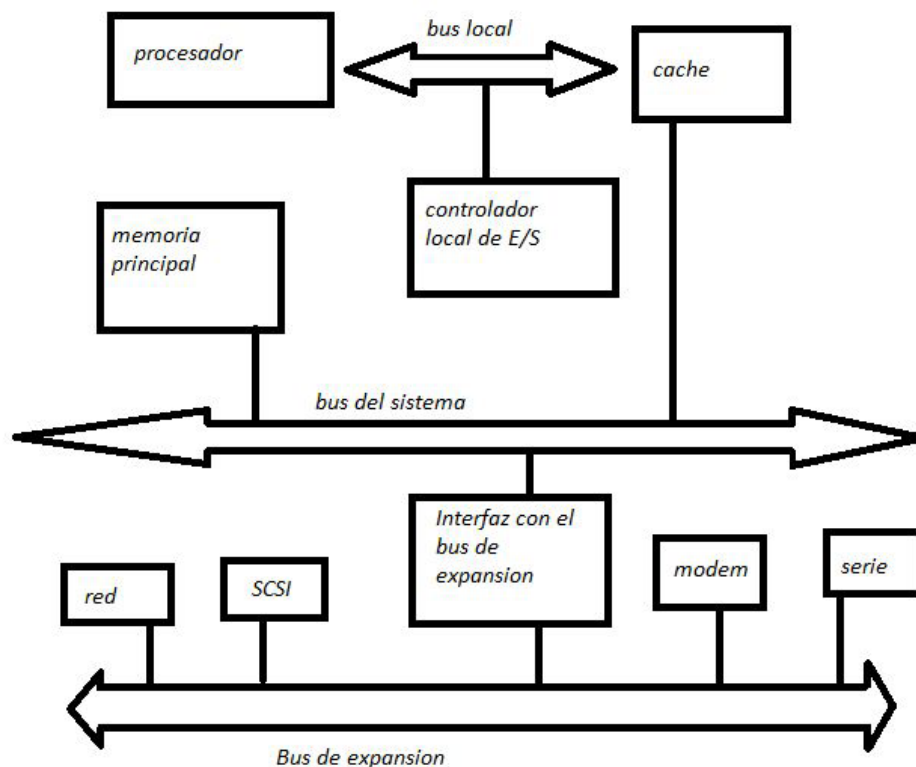 bus local
procesador
cache
controlador
local de E/S
memoria
principal
bus del sistema
Interfaz con el
bus de
expansion
red
SCSI
modem
serie
Bus de expansion